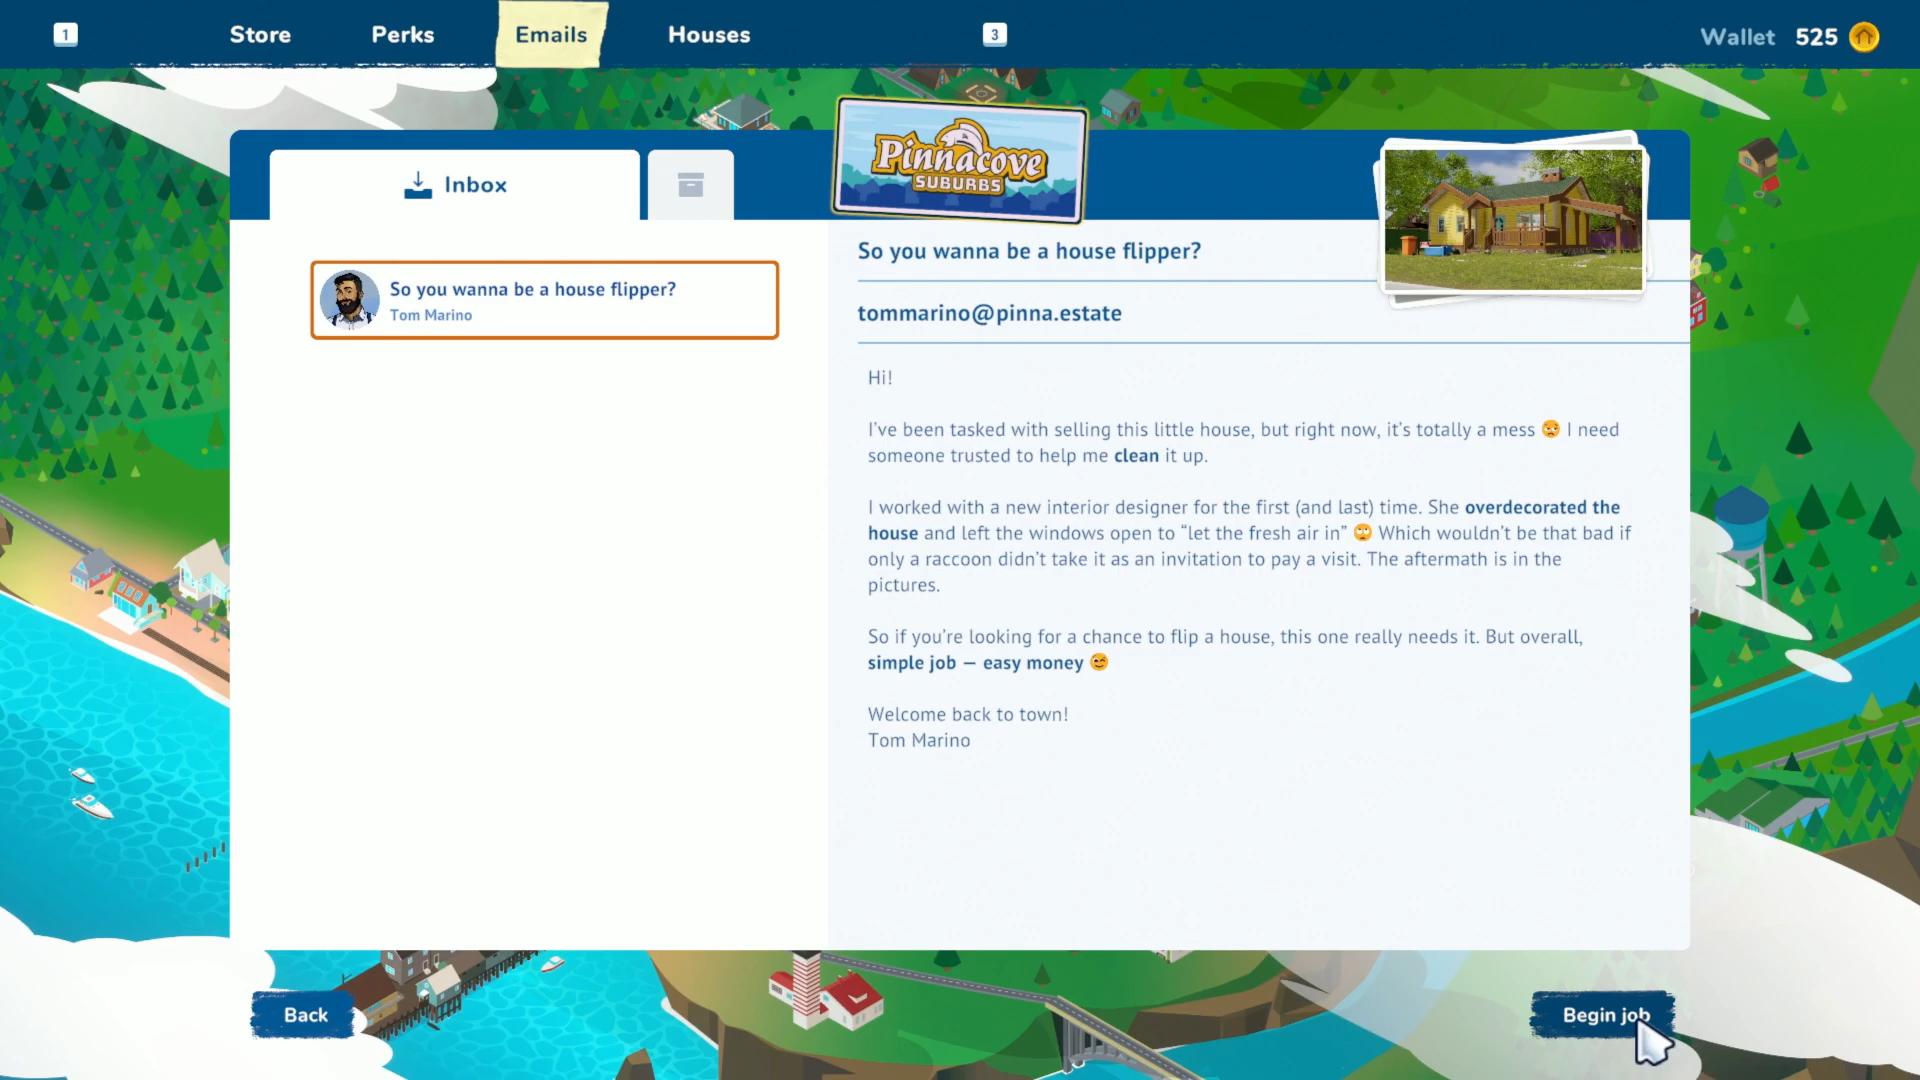 1
Store
Perks
Emails
Houses
3
Wallet 525
Inbox
Pinnacove
SUBURBS
So you wanna be a house flipper?
Tom Marino
So you wanna be a house flipper?
tommarino@pinna.estate
Hi!
I've been tasked with selling this little house, but right now, it's totally a mess 😠 I need
someone trusted to help me clean it up.
I worked with a new interior designer for the first (and last) time. She overdecorated the
house and left the windows open to “let the fresh air in” 🙄 Which wouldn't be that bad if
only a raccoon didn't take it as an invitation to pay a visit. The aftermath is in the
pictures.
So if you're looking for a chance to flip a house, this one really needs it. But overall,
simple job — easy money 😊
Welcome back to town!
Tom Marino
Back
Begin job